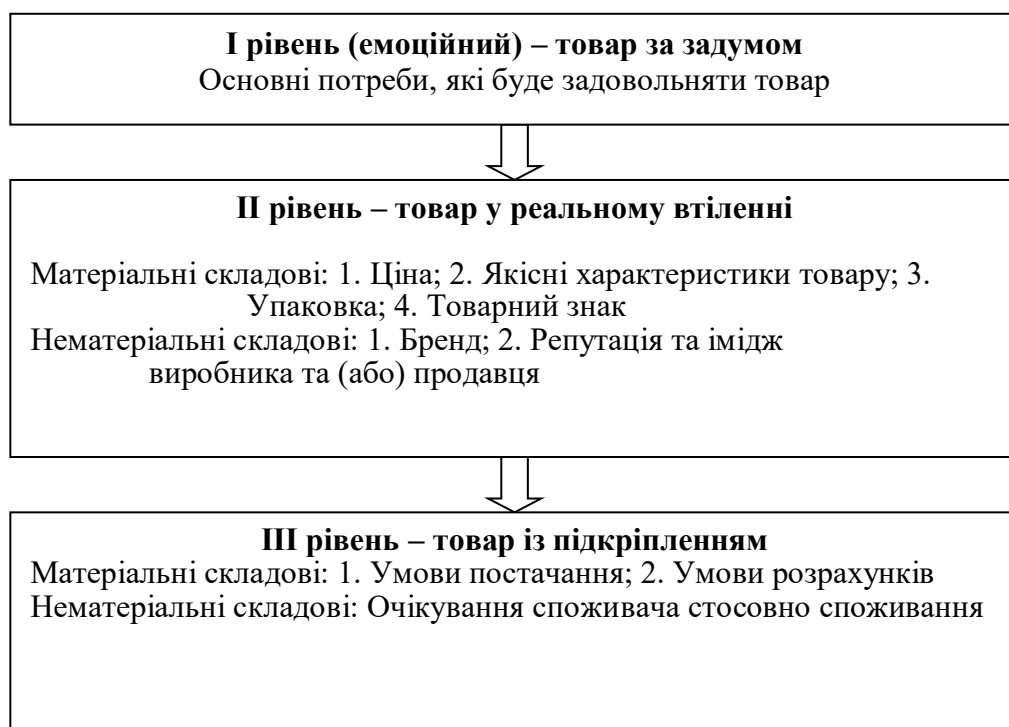 І рівень (емоційний) – товар за задумом
Основні потреби, які буде задовольняти товар
ІІ рівень – товар у реальному втіленні
Матеріальні складові: 1. Ціна; 2. Якісні характеристики товару; 3.
Упаковка; 4. Товарний знак
Нематеріальні складові: 1. Бренд; 2. Репутація та імідж
виробника та (або) продавця
ІІІ рівень – товар із підкріпленням
Матеріальні складові: 1. Умови постачання; 2. Умови розрахунків
Нематеріальні складові: Очікування споживача стосовно споживання